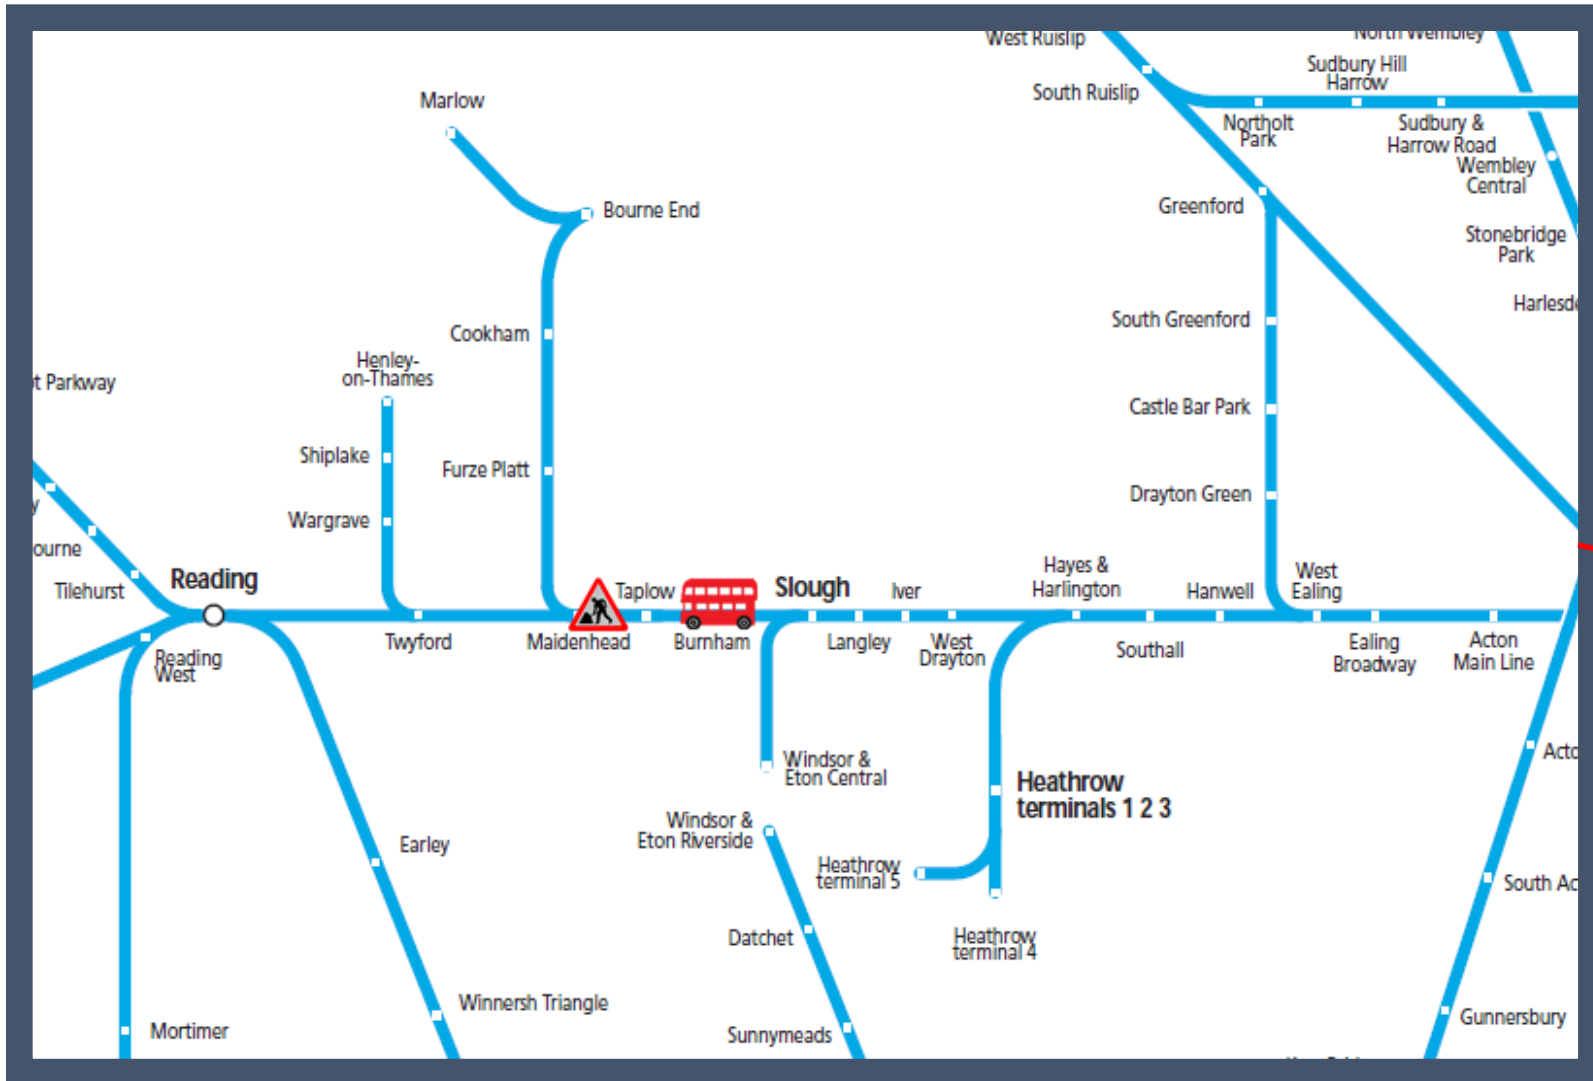 West Ruislip
North Wembley
Sudbury Hill
Harrow
South Ruislip
Marlow
Northolt
Park
Sudbury &
Harrow Road
Wembley
Central
Bourne End
Greenford
Stonebridge
Park
Cookham
South Greenford
Henley-
on-Thames
Parkway
Castle Bar Park
Shiplake
Furze Platt
Drayton Green
Wargrave
Tilehurst
Reading
Taplow
Slough
Iver
Hayes &
Harlington
Hanwell
West
Ealing
Twyford
Maidenhead
Burnham
Langley
West
Drayton
Southall
Ealing
Broadway
Acton
Main Line
Reading
West
Windsor &
Eton Central
Heathrow
terminals 1 2 3
Windsor &
Eton Riverside
Earley
Heathrow
terminal 5
South
Datchet
Heathrow
terminal 4
Winnersh Triangle
Mortimer
Sunnymeads
Gunnersbury